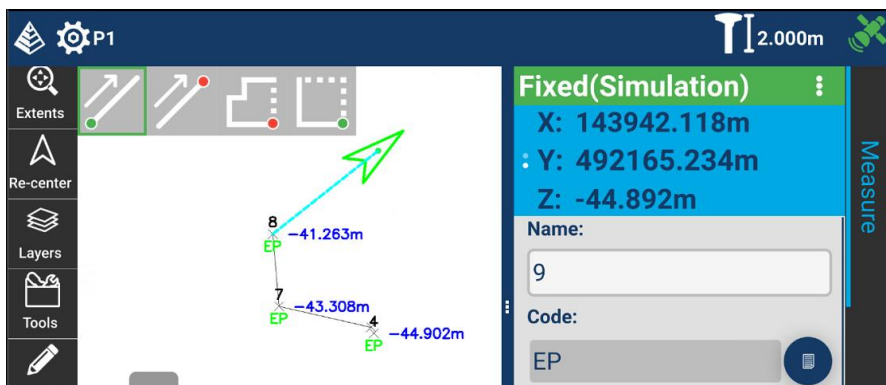 P1
2.000m
Extents
Re-center
Layers
Tools
8
-41.263m
EP
7
-43.308m
EP
4
-44.902m
EP
Fixed(Simulation)
X: 143942.118m
Y: 492165.234m
Z: -44.892m
Name:
9
Code:
EP
Measure